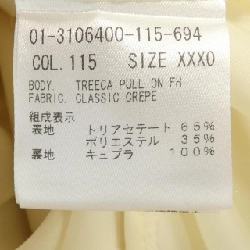 01-3106400-115-694
COL. 115 SIZE XXXO
BODY. TREECA PULL ON
FABRIC. CLASSIC CREPE
組成表示
表地 トリアセテート 65%
ポリエステル 35%
裏地 キュプラ 100%